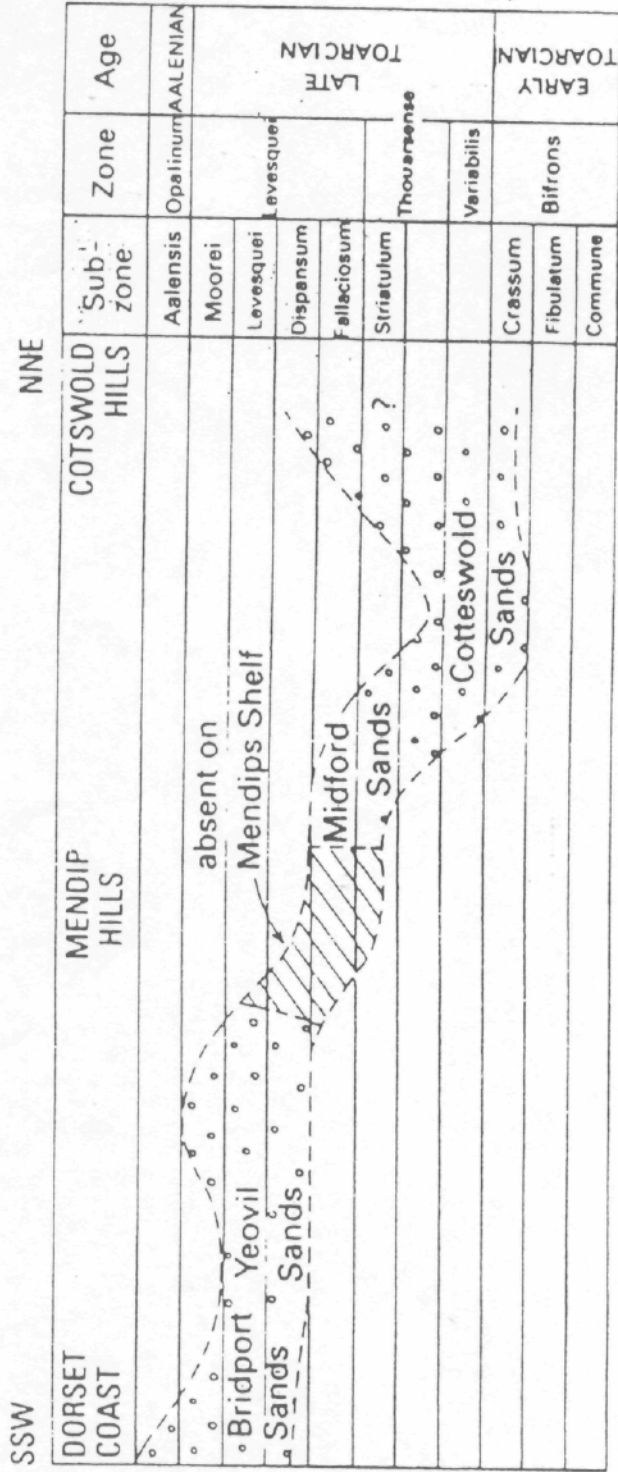 SSW
NNE
DORSET
COAST
MENDIP
HILLS
COTSWOLD
HILLS
Sub-
zone
Zone
Age
Aalensis
Opalinum
AALENIAN
Moorei
Levesquei
Dispansum
Levesquei
Fallaciosum
Striatulum
Thouarsense
Variabilis
LATE
TOARCIAN
Crassum
Fibulatum
Commune
Bifrons
EARLY
TOARCIAN
Bridport
Sands
Yeovil
Sands
absent on
Mendips Shelf
Midford
Sands
Cotteswold
Sands
?